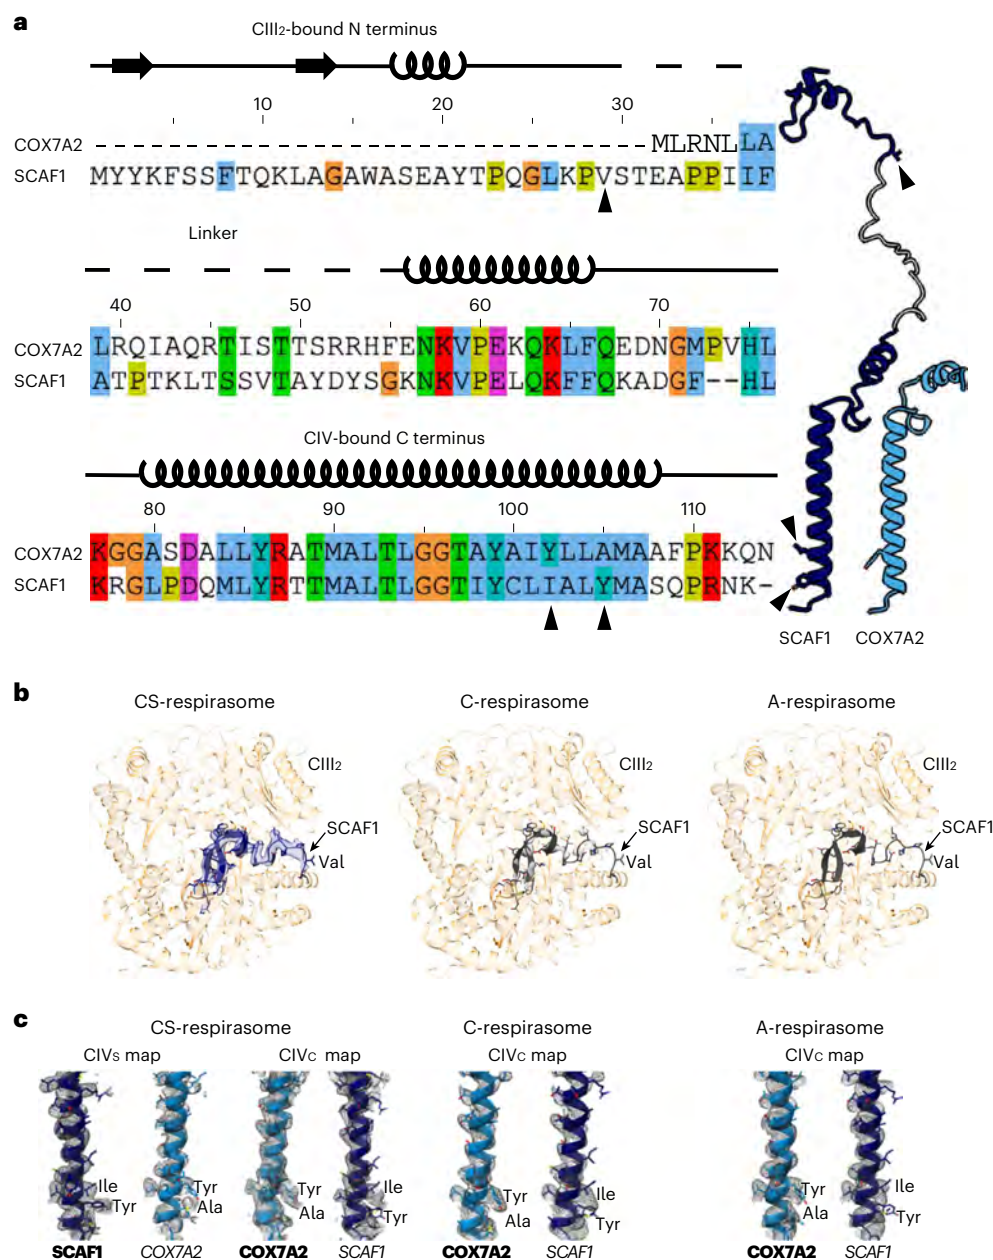 a
CIII2-bound N terminus
10 20 30
COX7A2 MLRNLLA
SCAF1 MYYKFSSFTQKLAGAWASEAYTPQGLKPVSTEAPPIIF
Linker
40 50 60 70
COX7A2 LRQIAQRTISTTSRRHFENKVPEKQKLFQEDNGMPVHL
SCAF1 ATPTKLTSSVTAYDYSGKNKVPELQKFFQKADGF--HL
CIV-bound C terminus
80 90 100 110
COX7A2 KGGASDALLYRATMALTLGGTAYAIYLLAMAAFPKKQN
SCAF1 KRGLPDQMLYRTTMALTLGGTIYCLIALYMASQPRNK-
SCAF1 COX7A2
b
CS-respirasome C-respirasome A-respirasome
CIII2 CIII2 CIII2
SCAF1 SCAF1 SCAF1
Val Val Val
c
CS-respirasome C-respirasome A-respirasome
CIVs map CIVc map CIVc map CIVc map
Ile Tyr Ile Tyr Ile Tyr Ile
Tyr Ala Tyr Ala Tyr Ala Tyr
SCAF1 COX7A2 COX7A2 SCAF1 COX7A2 SCAF1 COX7A2 SCAF1